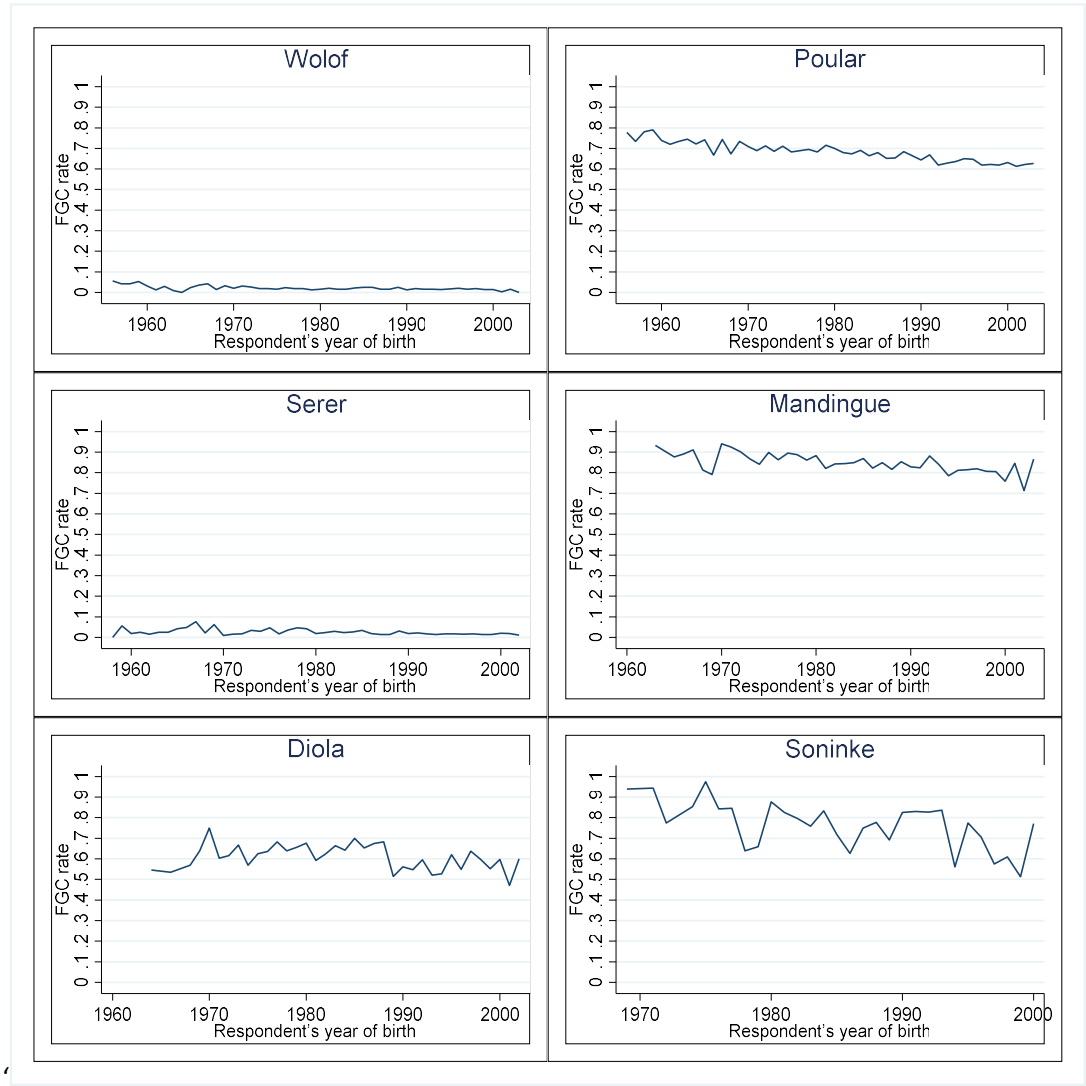 Wolof
FGC rate
0 .1 .2 .3 .4 .5 .6 .7 .8 .9 1
1960 1970 1980 1990 2000
Respondent's year of birth
Poular
FGC rate
0 .1 .2 .3 .4 .5 .6 .7 .8 .9 1
1960 1970 1980 1990 2000
Respondent's year of birth
Serer
FGC rate
0 .1 .2 .3 .4 .5 .6 .7 .8 .9 1
1960 1970 1980 1990 2000
Respondent's year of birth
Mandingue
FGC rate
0 .1 .2 .3 .4 .5 .6 .7 .8 .9 1
1960 1970 1980 1990 2000
Respondent's year of birth
Diola
FGC rate
0 .1 .2 .3 .4 .5 .6 .7 .8 .9 1
1960 1970 1980 1990 2000
Respondent's year of birth
Soninke
FGC rate
0 .1 .2 .3 .4 .5 .6 .7 .8 .9 1
1970 1980 1990 2000
Respondent's year of birth
‘